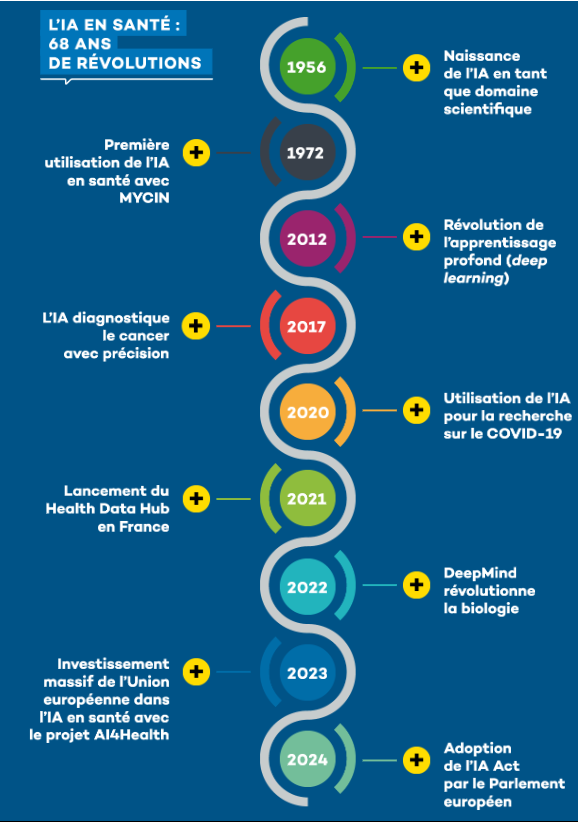 L'IA EN SANTÉ :
68 ANS
DE RÉVOLUTIONS
1956
Naissance
de l'IA en tant
que domaine
scientifique
Première
utilisation de l'IA
en santé avec
MYCIN
1972
2012
Révolution de
l'apprentissage
profond (deep
learning)
L'IA diagnostique
le cancer
avec précision
2017
2020
Utilisation de l'IA
pour la recherche
sur le COVID-19
Lancement du
Health Data Hub
en France
2021
2022
DeepMind
révolutionne
la biologie
Investissement
massif de l'Union
européenne dans
l'IA en santé avec
le projet AI4Health
2023
2024
Adoption
de l'IA Act
par le Parlement
européen